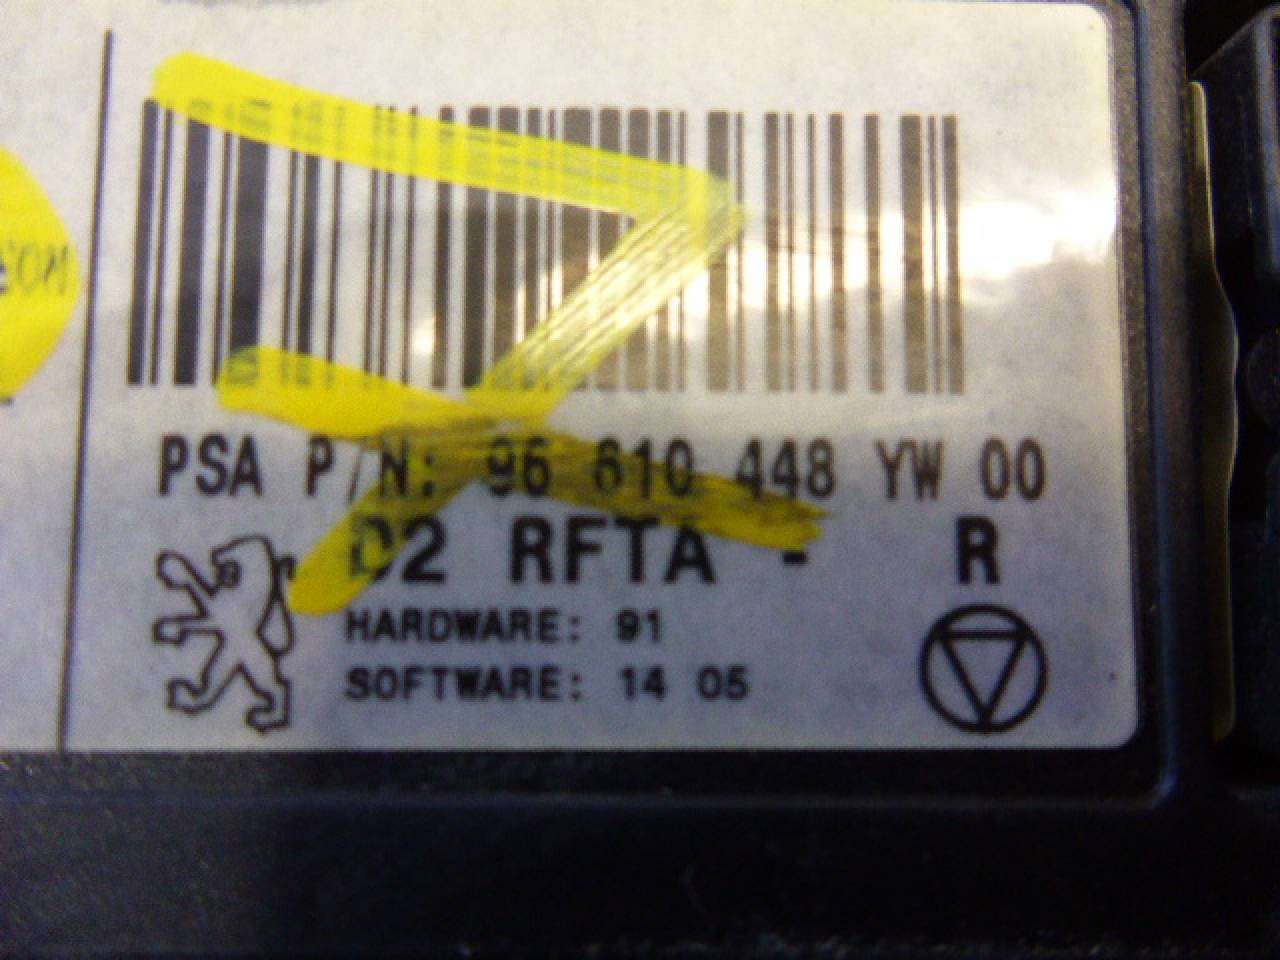 PSA P/N: 96 610 448 YW 00
D2 RFTA - R
HARDWARE: 91
SOFTWARE: 14 05